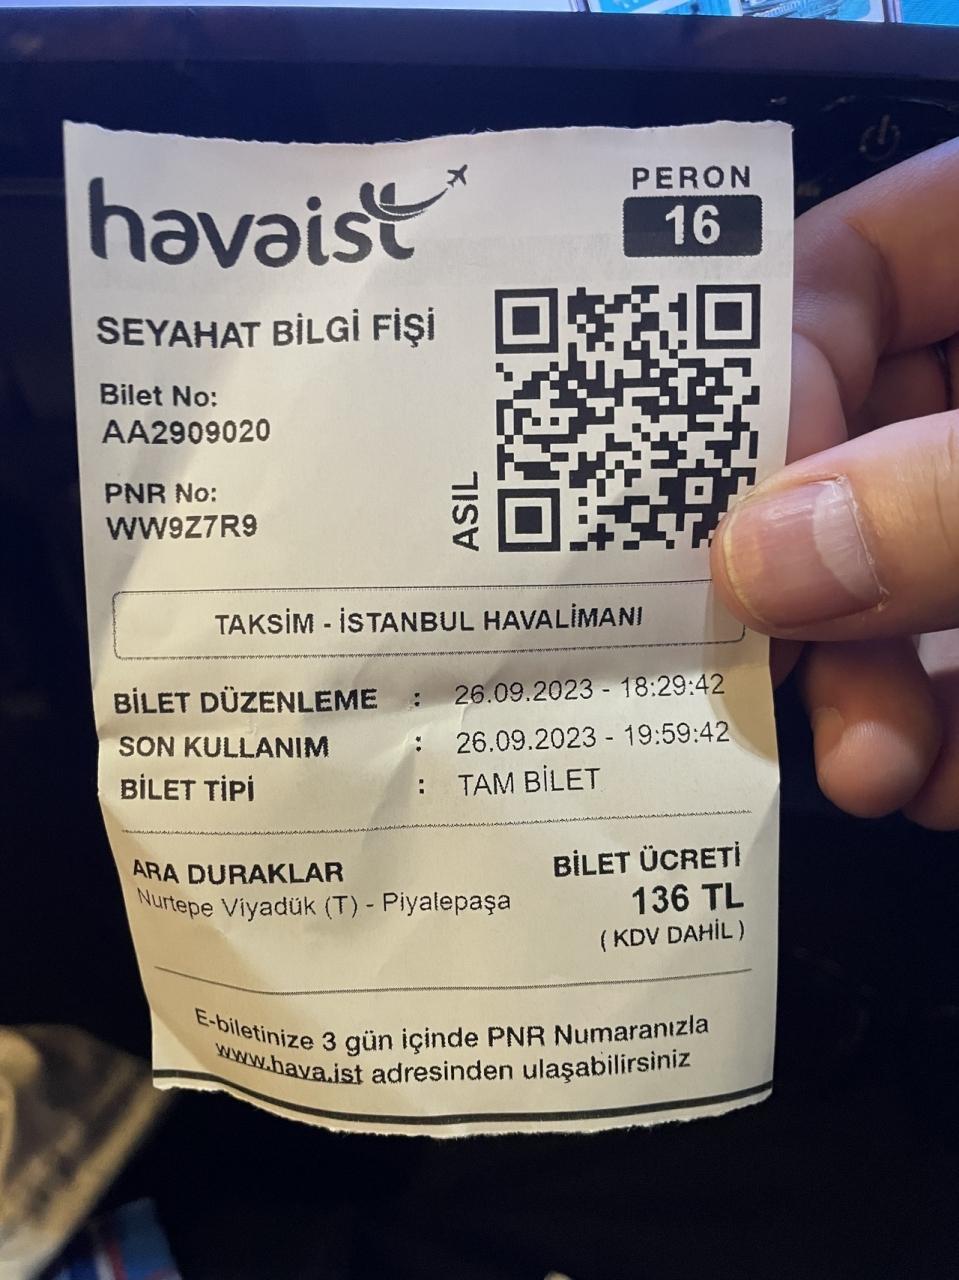 havaist
PERON
16
SEYAHAT BİLGİ FİŞİ
Bilet No:
AA2909020
PNR No:
WW9Z7R9
ASIL
TAKSİM - İSTANBUL HAVALİMANI
BİLET DÜZENLEME : 26.09.2023 - 18:29:42
SON KULLANIM : 26.09.2023 - 19:59:42
BİLET TİPİ : TAM BİLET
ARA DURAKLAR
Nurtepe Viyadük (T) - Piyalepaşa
BİLET ÜCRETİ
136 TL
( KDV DAHİL )
E-biletinize 3 gün içinde PNR Numaranızla
www.hava.ist adresinden ulaşabilirsiniz